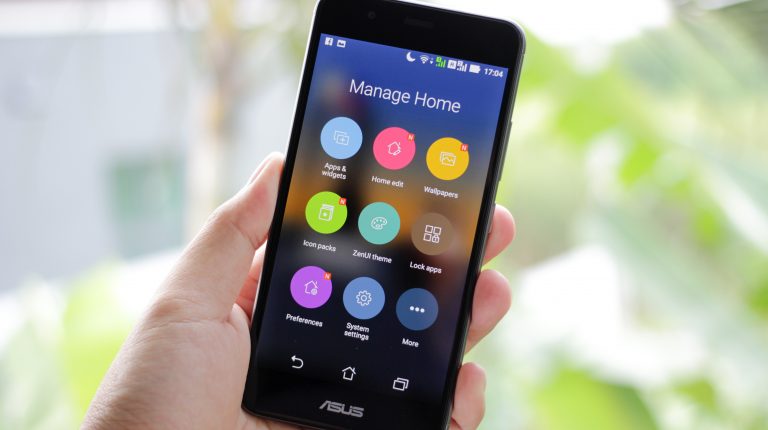 17:04
Manage Home
Apps &
widgets
Home edit
N
Wallpapers
N
Icon packs
N
ZenUI theme
Lock apps
Preferences
N
System
settings
More
ASUS